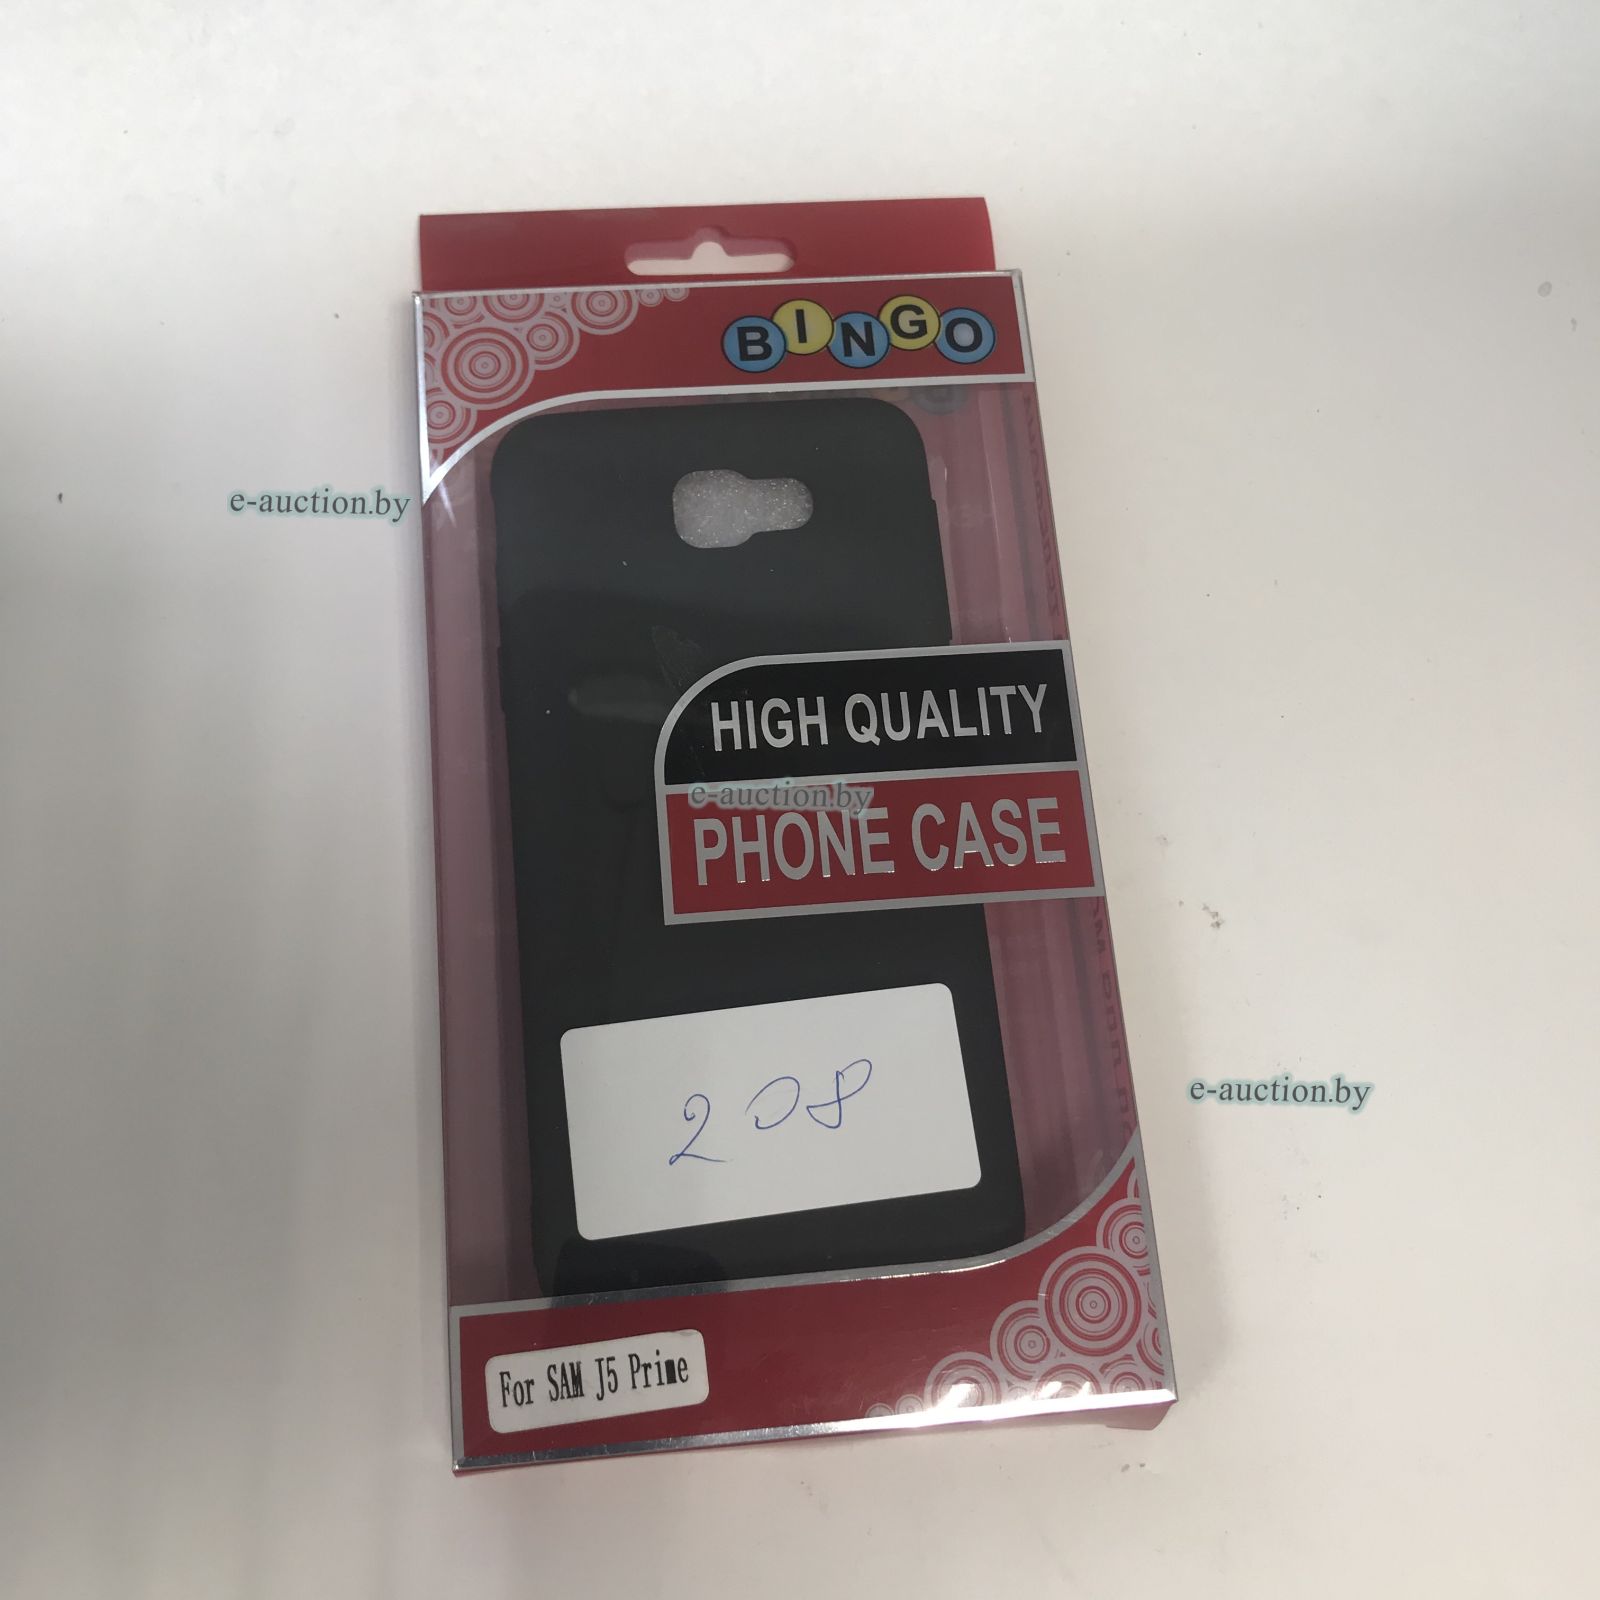 BINGO
e-auction.by
HIGH QUALITY
e-auction.by
PHONE CASE
e-auction.by
208
For SAM J5 Prime